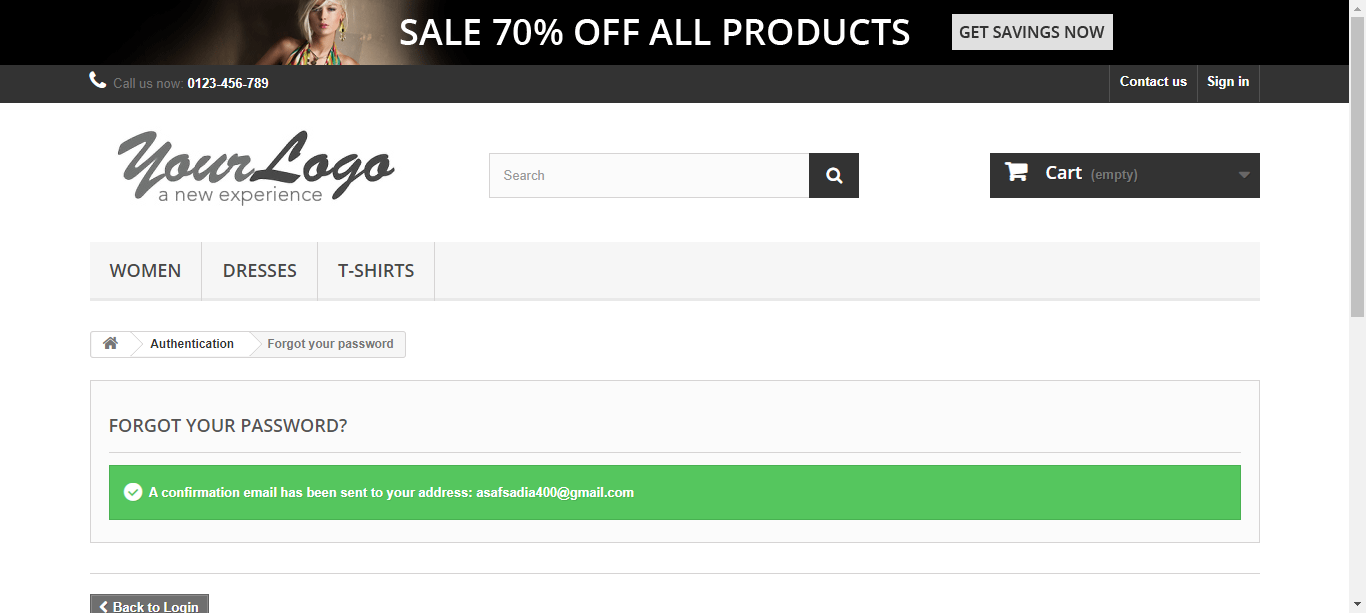 SALE 70% OFF ALL PRODUCTS GET SAVINGS NOW
Call us now: 0123-456-789 Contact us Sign in
YourLogo
a new experience
Search
Cart (empty)
WOMEN DRESSES T-SHIRTS
Authentication Forgot your password
FORGOT YOUR PASSWORD?
A confirmation email has been sent to your address: asafsadia400@gmail.com
Back to Login